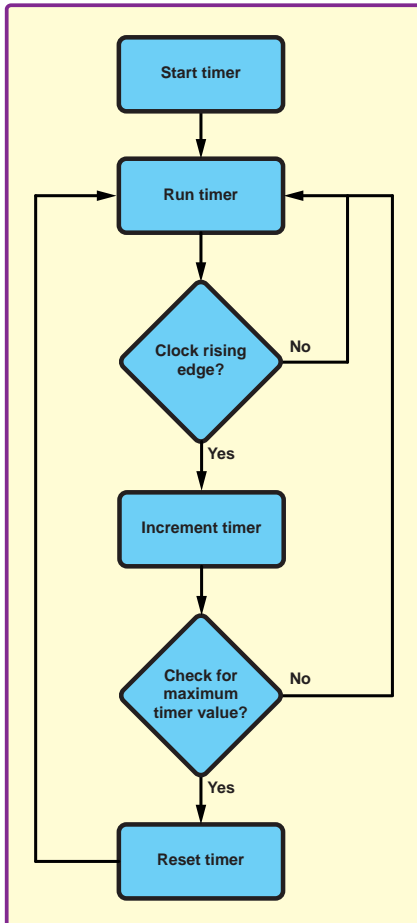 Start timer
Run timer
Clock rising
edge?
No
Yes
Increment timer
Check for
maximum
timer value?
No
Yes
Reset timer